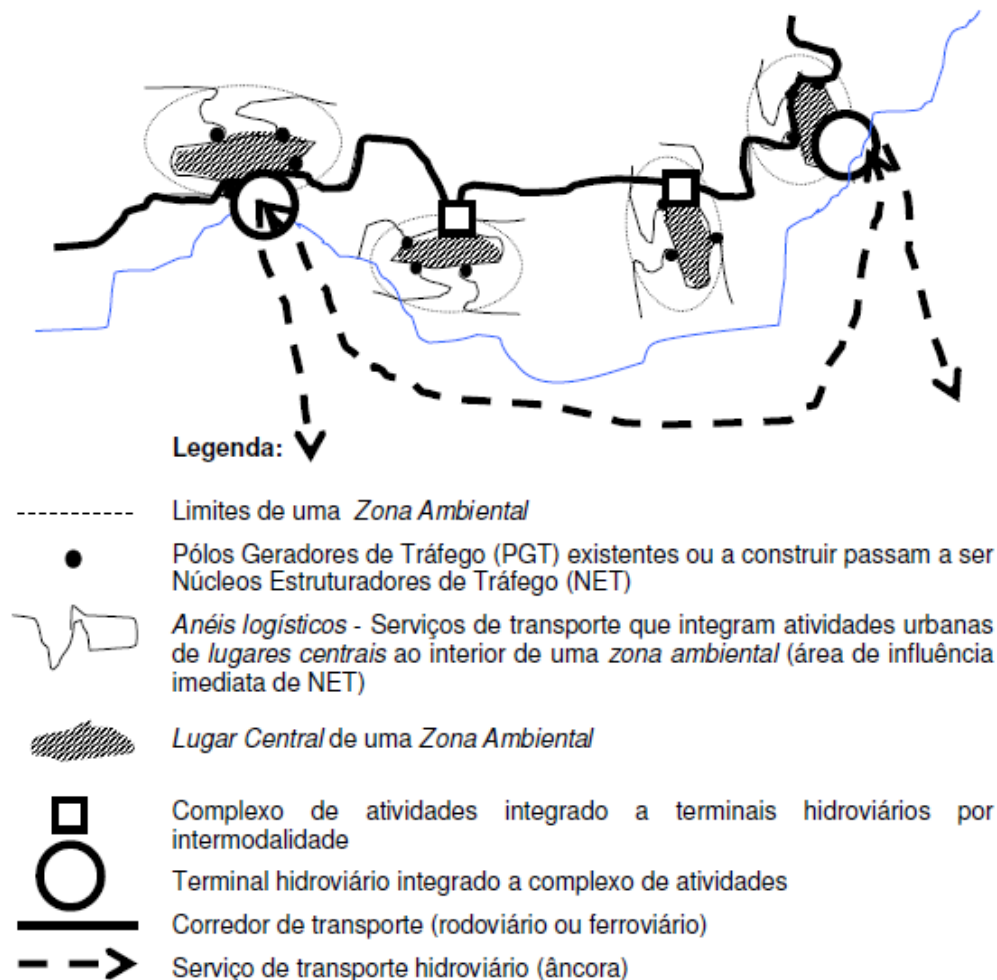 Legenda:
Limites de uma Zona Ambiental
Pólos Geradores de Tráfego (PGT) existentes ou a construir passam a ser
Núcleos Estruturadores de Tráfego (NET)
Anéis logísticos - Serviços de transporte que integram atividades urbanas
de lugares centrais ao interior de uma zona ambiental (área de influência
imediata de NET)
Lugar Central de uma Zona Ambiental
Complexo de atividades integrado a terminais hidroviários por
intermodalidade
Terminal hidroviário integrado a complexo de atividades
Corredor de transporte (rodoviário ou ferroviário)
Serviço de transporte hidroviário (âncora)